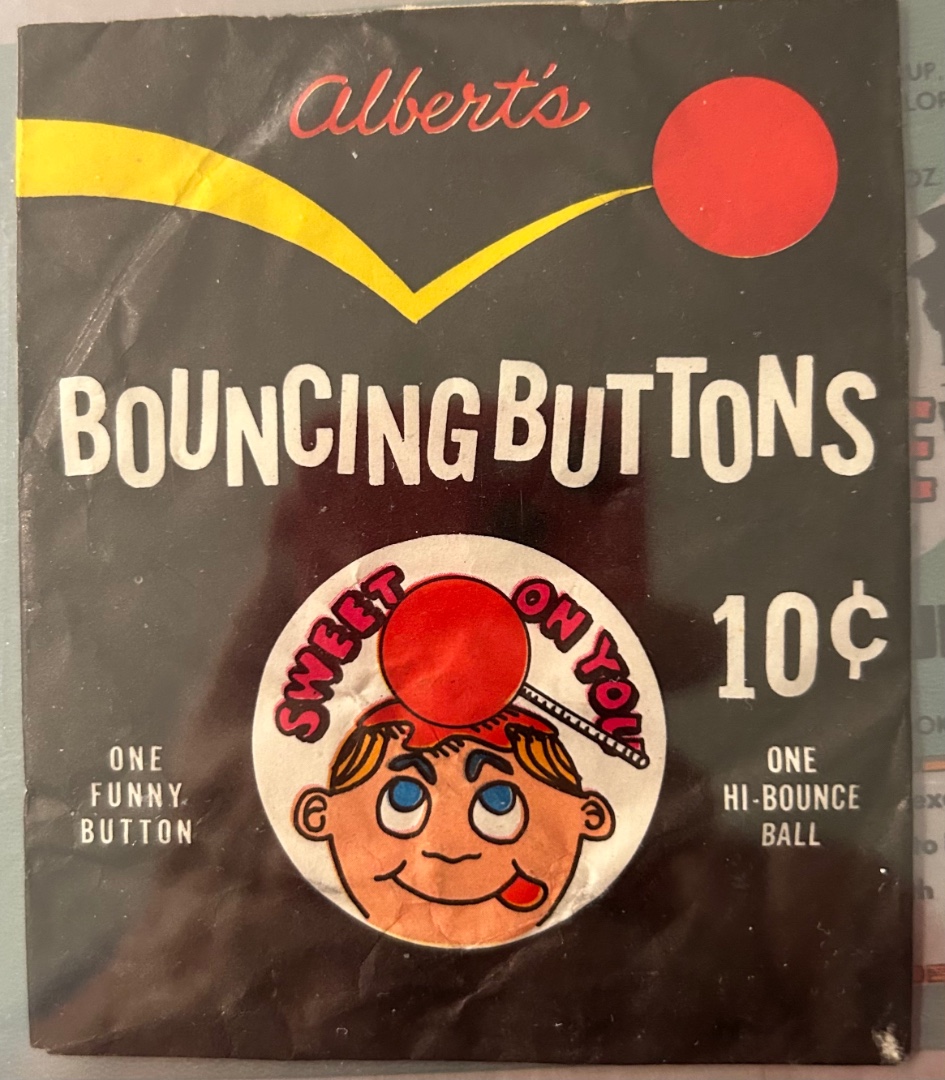 Albert's
BOUNCING BUTTONS
SWEET ON YOU
10¢
ONE
FUNNY
BUTTON
ONE
HI-BOUNCE
BALL